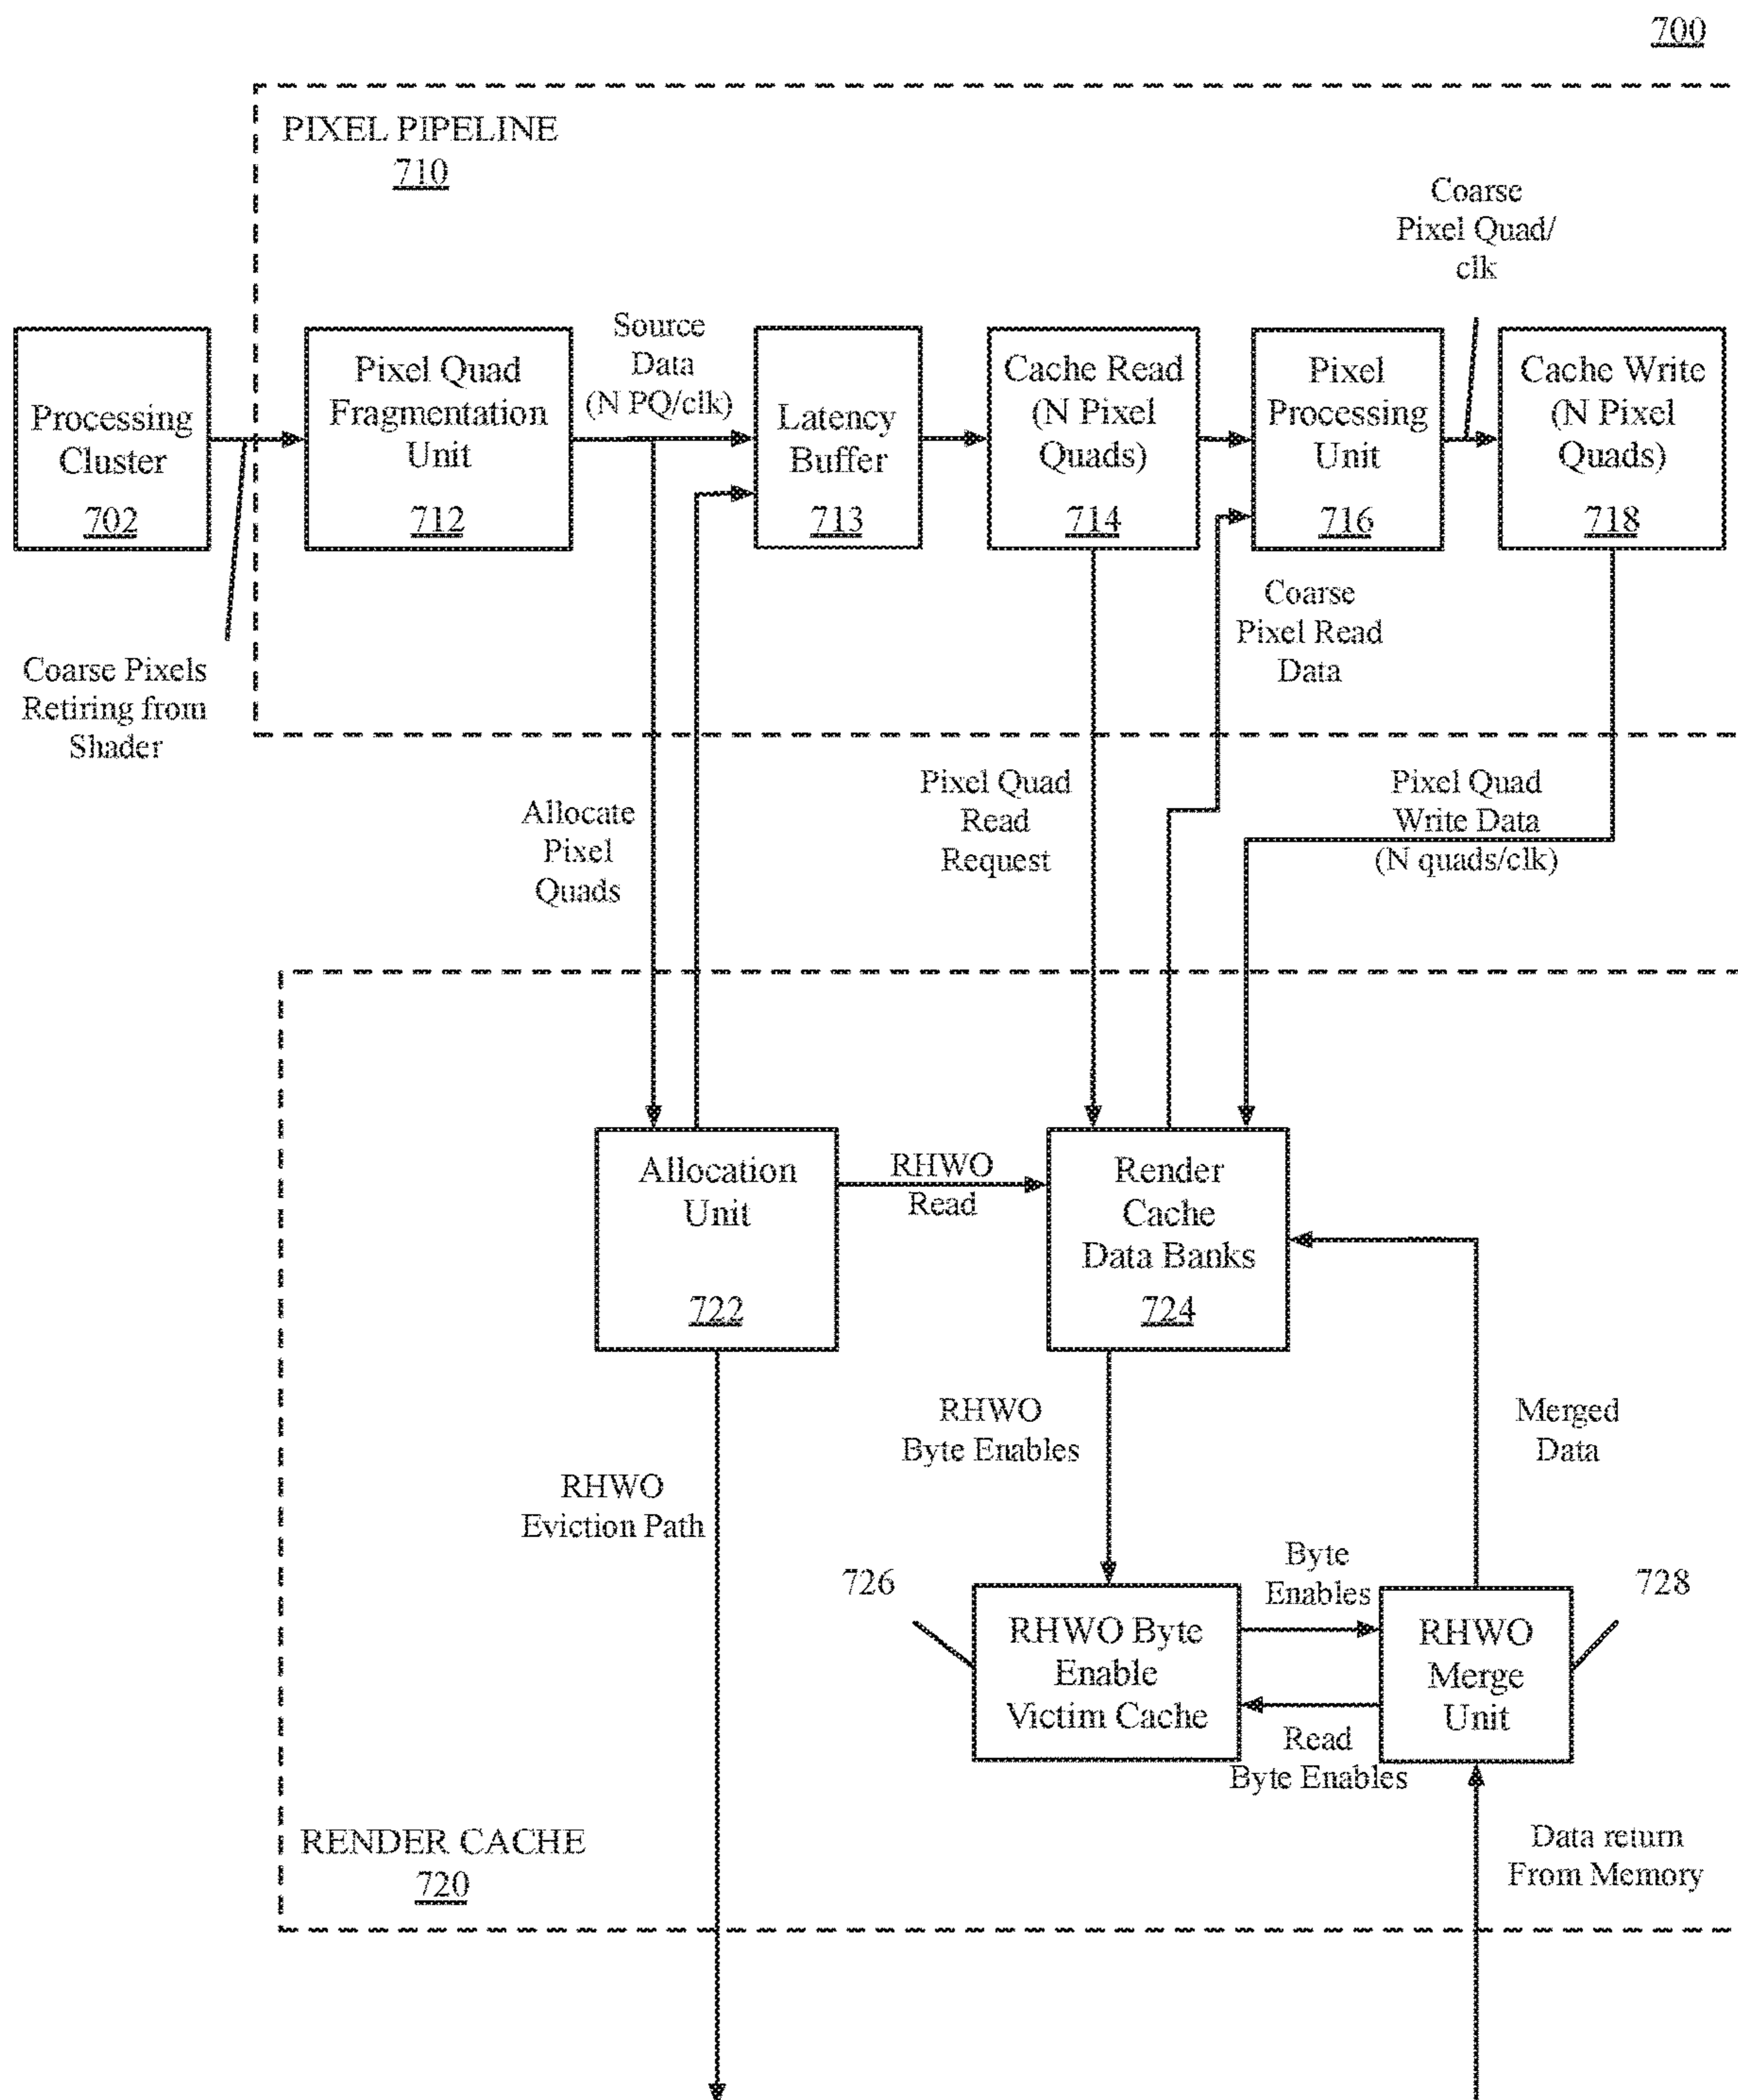 700
PIXEL PIPELINE
710
Coarse
Pixel Quad/
clk
Processing
Cluster
702
Pixel Quad
Fragmentation
Unit
712
Source
Data
(N PQ/clk)
Latency
Buffer
713
Cache Read
(N Pixel
Quads)
714
Pixel
Processing
Unit
716
Cache Write
(N Pixel
Quads)
718
Coarse Pixels
Retiring from
Shader
Coarse
Pixel Read
Data
Allocate
Pixel
Quads
Pixel Quad
Read
Request
Pixel Quad
Write Data
(N quads/clk)
Allocation
Unit
722
RHWO
Read
Render
Cache
Data Banks
724
RHWO
Eviction Path
RHWO
Byte Enables
Merged
Data
726
RHWO Byte
Enable
Victim Cache
Byte
Enables
Read
Byte Enables
RHWO
Merge
Unit
728
RENDER CACHE
720
Data return
From Memory